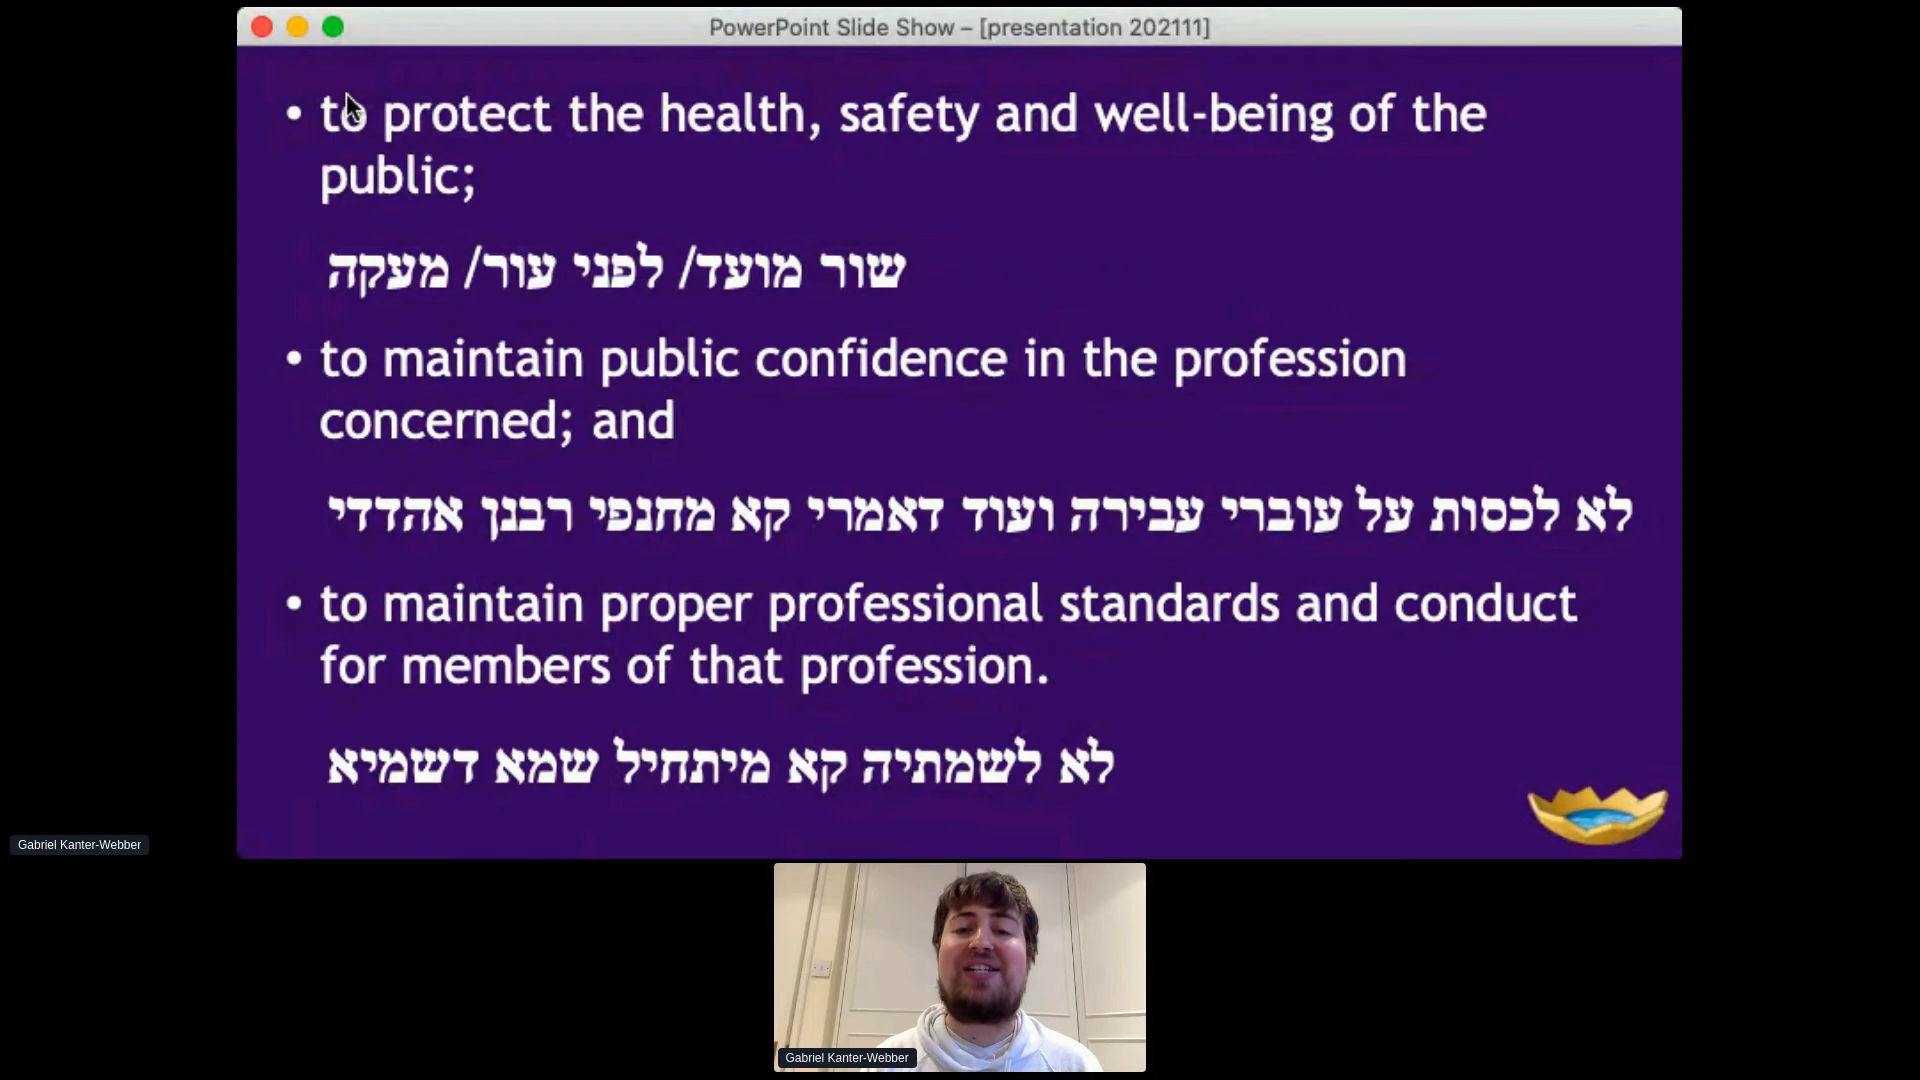 PowerPoint Slide Show – [presentation 202111]
• to protect the health, safety and well-being of the
public;
שור מועד/ לפני עור/ מעקה
• to maintain public confidence in the profession
concerned; and
לא לכסות על עוברי עבירה ועוד דאמרי קא מחנפי רבנן אהדדי
• to maintain proper professional standards and conduct
for members of that profession.
לא לשמתיה קא מיתחיל שמא דשמיא
Gabriel Kanter-Webber
Gabriel Kanter-Webber